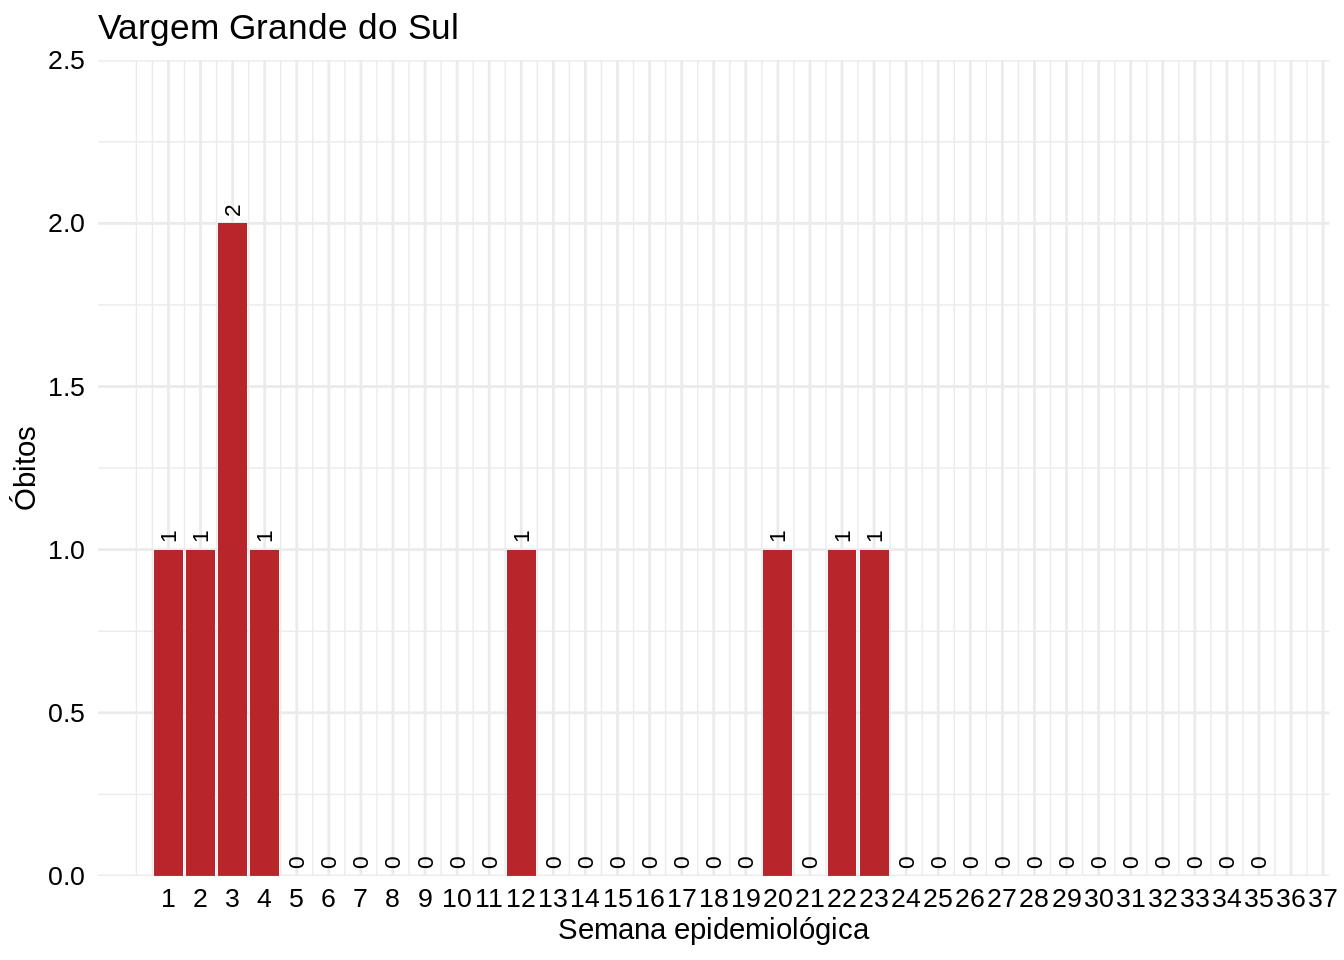 Vargem Grande do Sul
2.5
2.0
1.5
1.0
0.5
0.0
Óbitos
1 1 2 1 0 0 0 0 0 0 0 1 0 0 0 0 0 0 0 1 0 1 1 0 0 0 0 0 0 0 0 0 0 0 0
1 2 3 4 5 6 7 8 9 10 11 12 13 14 15 16 17 18 19 20 21 22 23 24 25 26 27 28 29 30 31 32 33 34 35 36 37
Semana epidemiológica